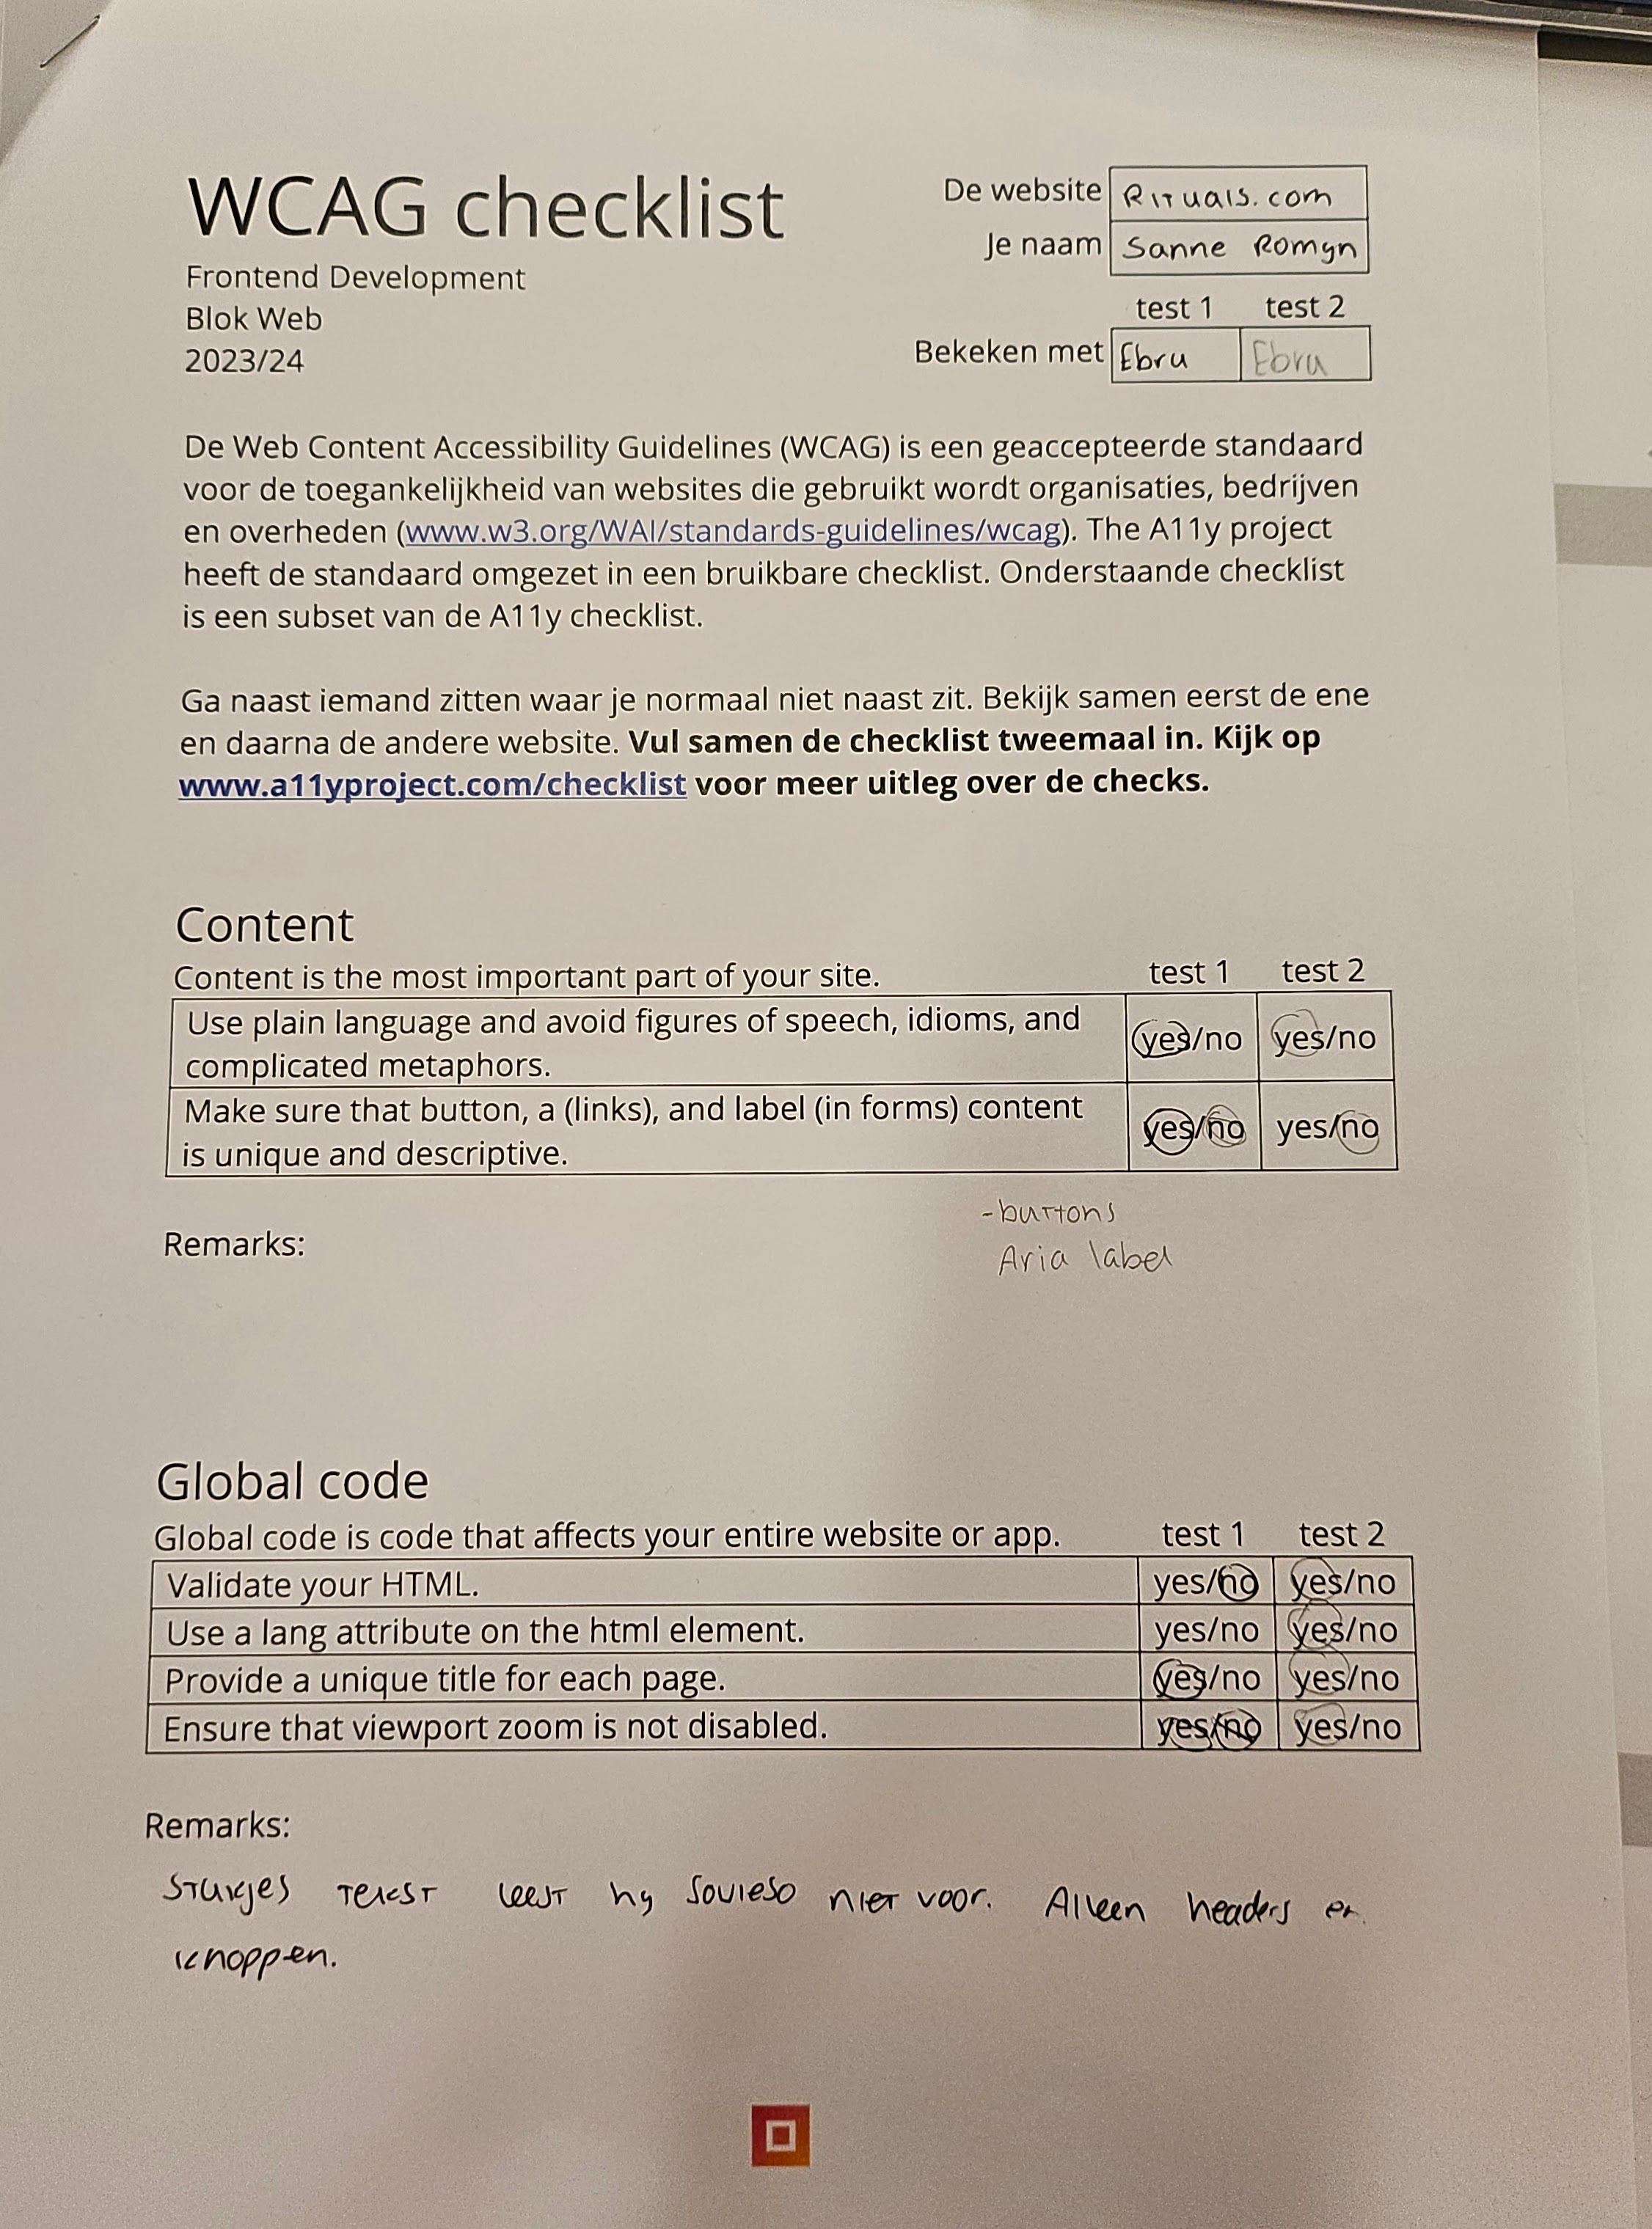 WCAG checklist
Frontend Development
Blok Web
2023/24
De website Rituals.com
Je naam Sanne Romyn
test 1 test 2
Bekeken met Ebru Ebru
De Web Content Accessibility Guidelines (WCAG) is een geaccepteerde standaard
voor de toegankelijkheid van websites die gebruikt wordt organisaties, bedrijven
en overheden (www.w3.org/WAI/standards-guidelines/wcag). The A11y project
heeft de standaard omgezet in een bruikbare checklist. Onderstaande checklist
is een subset van de A11y checklist.
Ga naast iemand zitten waar je normaal niet naast zit. Bekijk samen eerst de ene
en daarna de andere website. Vul samen de checklist tweemaal in. Kijk op
www.a11yproject.com/checklist voor meer uitleg over de checks.
Content
Content is the most important part of your site. test 1 test 2
Use plain language and avoid figures of speech, idioms, and
complicated metaphors. yes/no yes/no
Make sure that button, a (links), and label (in forms) content
is unique and descriptive. yes/no yes/no
-buttons
Aria label
Remarks:
Global code
Global code is code that affects your entire website or app. test 1 test 2
Validate your HTML. yes/no yes/no
Use a lang attribute on the html element. yes/no yes/no
Provide a unique title for each page. yes/no yes/no
Ensure that viewport zoom is not disabled. yes/no yes/no
Remarks:
Stukjes tekst leest hy sowieso niet voor. Alleen headers en
knoppen.